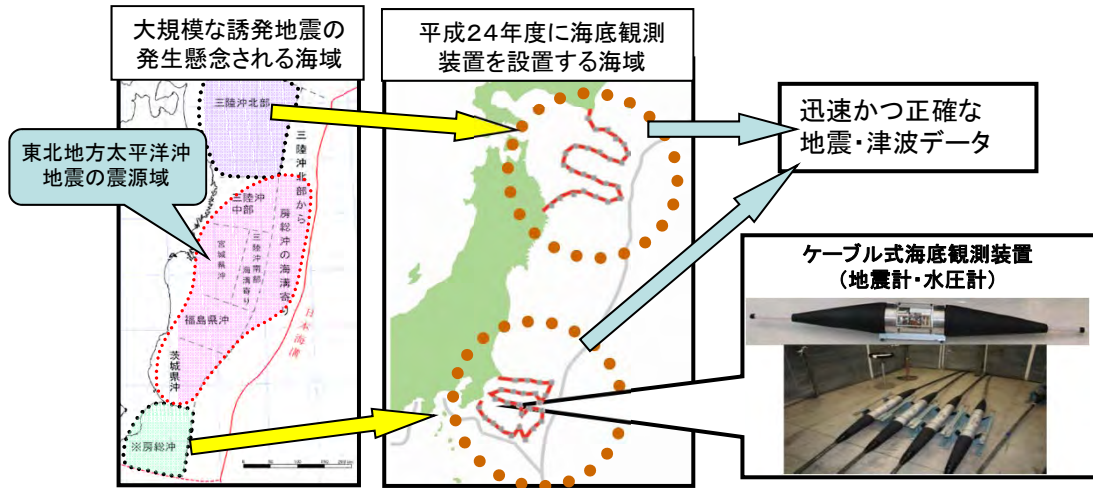 大規模な誘発地震の
発生懸念される海域
平成24年度に海底観測
装置を設置する海域
迅速かつ正確な
地震・津波データ
東北地方太平洋沖
地震の震源域
三陸沖北部
三陸沖北部から
房総沖の海溝寄り
三陸沖
中部
宮城県沖
三陸沖南部
海溝寄り
福島県沖
茨城県沖
日本海溝
※房総沖
ケーブル式海底観測装置
(地震計・水圧計)